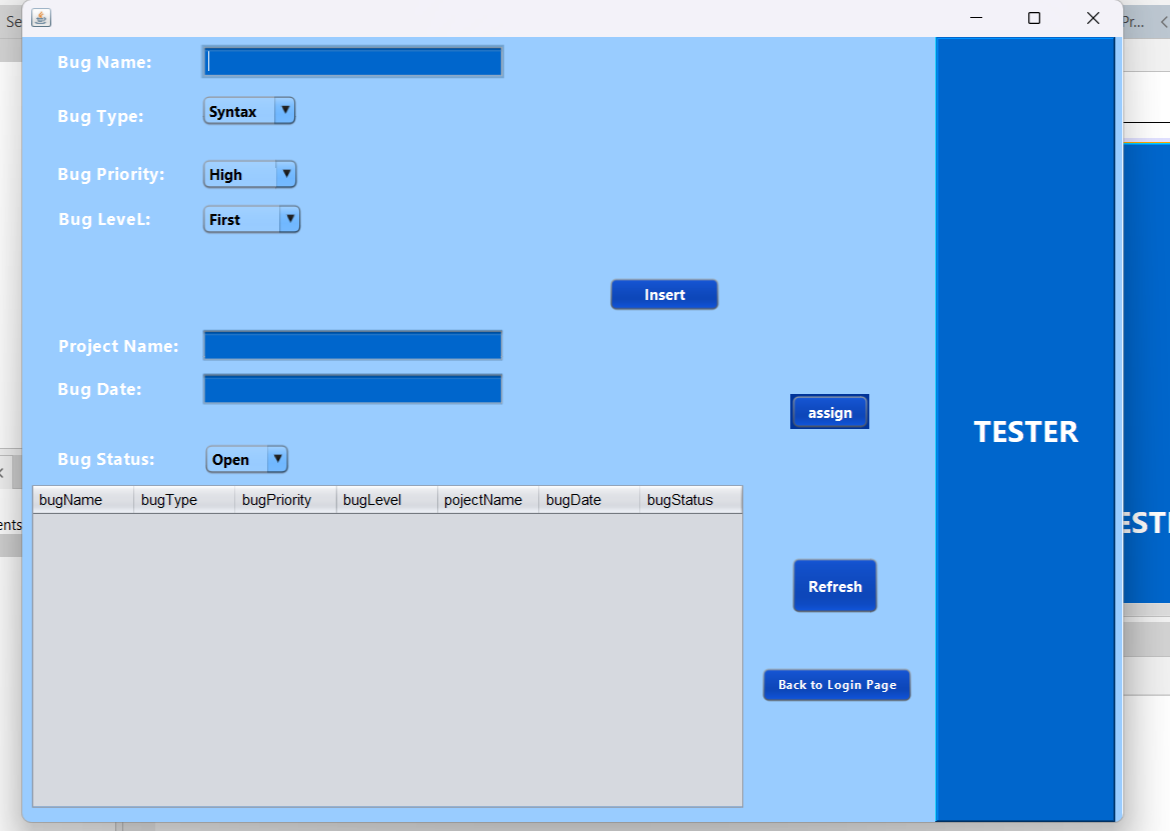 Se
Pr...
Bug Name:
Bug Type:
Syntax
Bug Priority:
High
Bug LeveL:
First
Insert
Project Name:
Bug Date:
assign
TESTER
Bug Status:
Open
bugName bugType bugPriority bugLevel pojectName bugDate bugStatus
ents
ESTE
Refresh
Back to Login Page